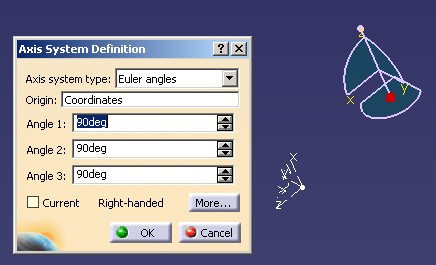 Axis System Definition
Axis system type: Euler angles
Origin: Coordinates
Angle 1: 90deg
Angle 2: 90deg
Angle 3: 90deg
Current Right-handed More...
OK Cancel
x
y
x
z